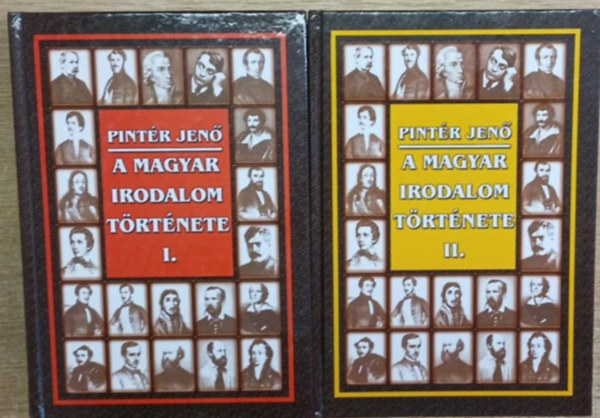 PINTÉR JENŐ
A MAGYAR
IRODALOM
TÖRTÉNETE
I.
PINTÉR JENŐ
A MAGYAR
IRODALOM
TÖRTÉNETE
II.